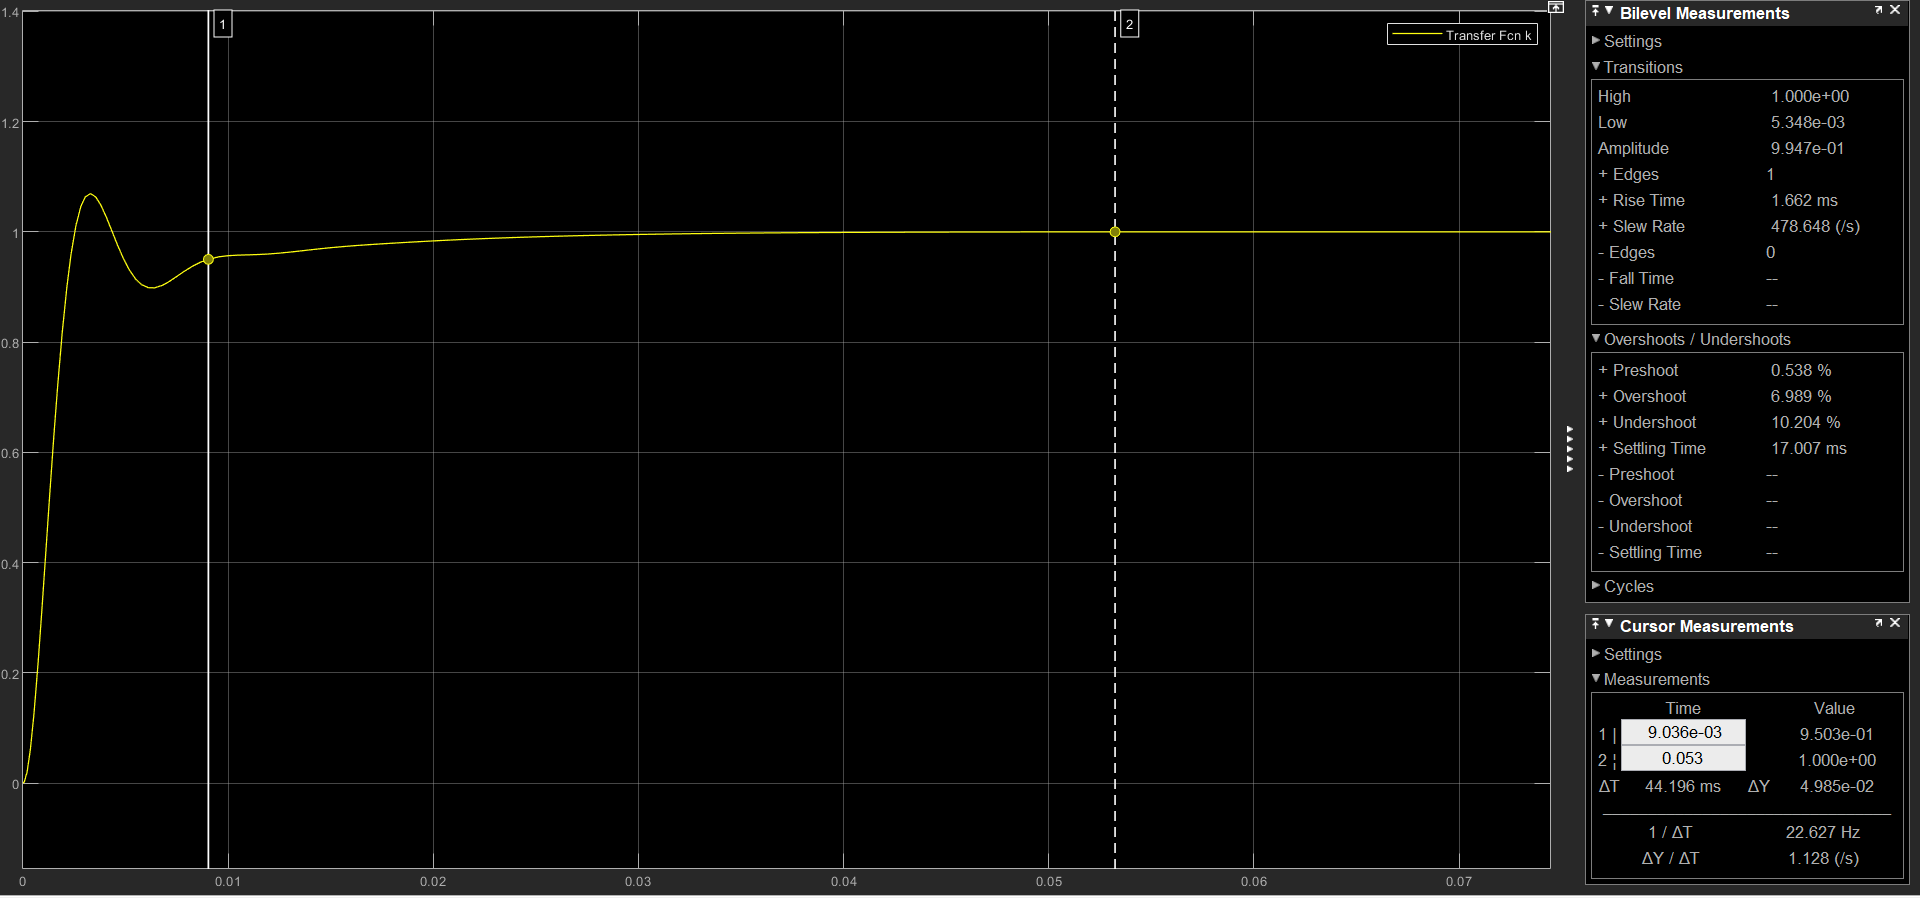 1.4
1.2
1
0.8
0.6
0.4
0.2
0
0
0.01
0.02
0.03
0.04
0.05
0.06
0.07
1
2
Transfer Fcn k
Bilevel Measurements
Settings
Transitions
High 1.000e+00
Low 5.348e-03
Amplitude 9.947e-01
+ Edges 1
+ Rise Time 1.662 ms
+ Slew Rate 478.648 (/s)
- Edges 0
- Fall Time --
- Slew Rate --
Overshoots / Undershoots
+ Preshoot 0.538 %
+ Overshoot 6.989 %
+ Undershoot 10.204 %
+ Settling Time 17.007 ms
- Preshoot --
- Overshoot --
- Undershoot --
- Settling Time --
Cycles
Cursor Measurements
Settings
Measurements
Time Value
1 | 9.036e-03 9.503e-01
2 ¦ 0.053 1.000e+00
ΔT 44.196 ms ΔY 4.985e-02
1 / ΔT 22.627 Hz
ΔY / ΔT 1.128 (/s)